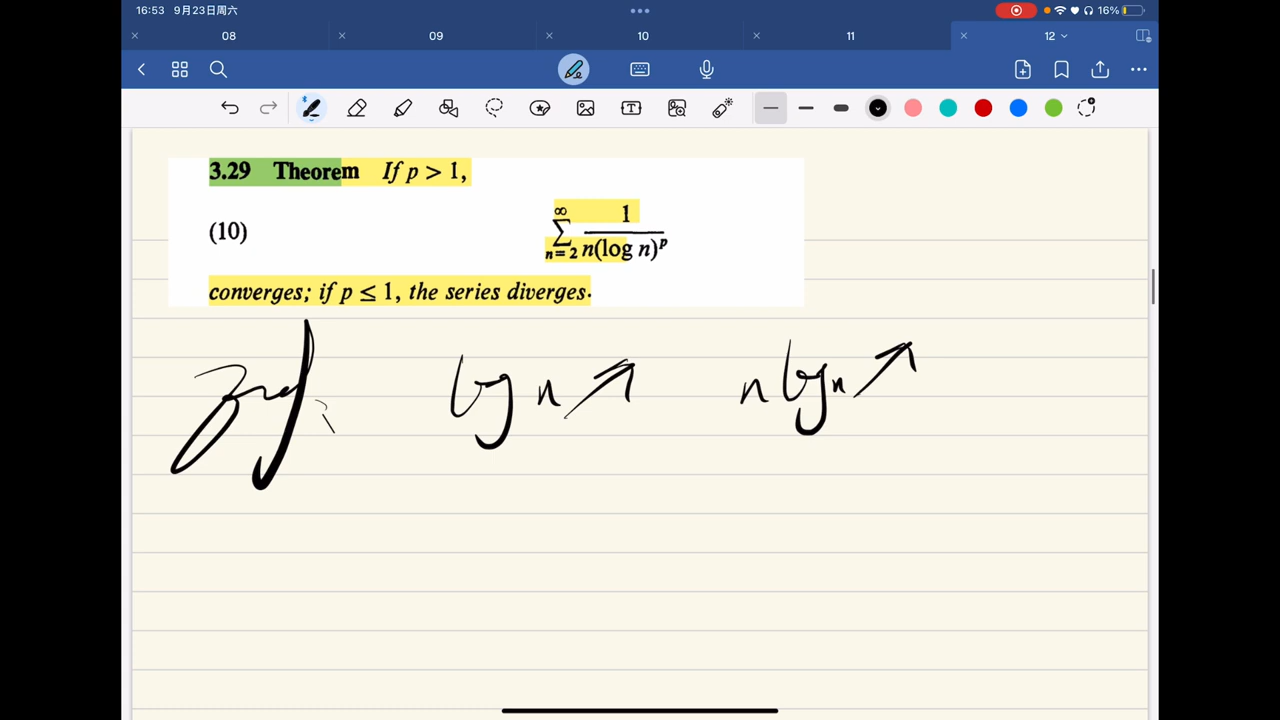 16:53 9月23日周六 16%
08 09 10 11 12
3.29 Theorem If p > 1,
(10) ∞ ∑ n=2 1 / n(log n)^p
converges; if p ≤ 1, the series diverges.
log n ↗ n log n ↗